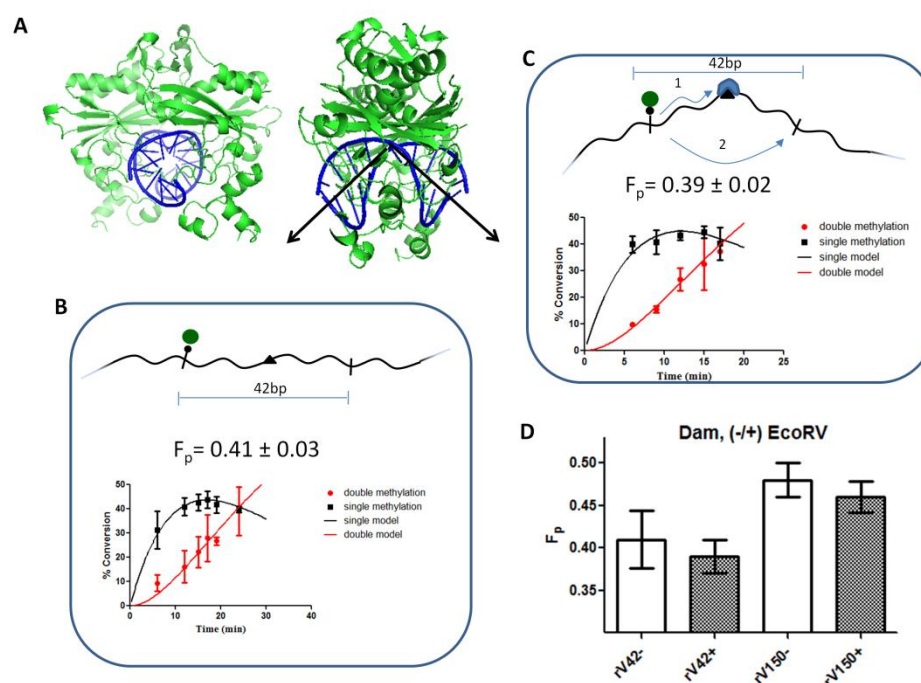 A
B
42bp
Fp= 0.41 ± 0.03
% Conversion
50
40
30
20
10
0
0
10
20
30
40
Time (min)
double methylation
single methylation
single model
double model
C
42bp
1
2
Fp= 0.39 ± 0.02
% Conversion
50
40
30
20
10
0
0
5
10
15
20
25
Time (min)
double methylation
single methylation
single model
double model
D
Dam, (-/+) EcoRV
Fp
0.50
0.45
0.40
0.35
rV42-
rV42+
rV150-
rV150+